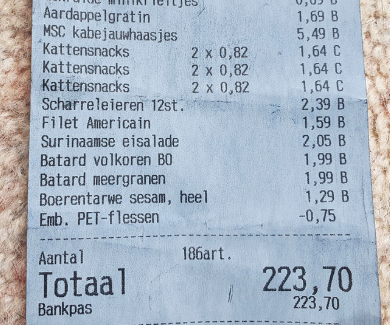 Aardappelgratin 1,69 B
MSC kabeljauwhaasjes 5,49 B
Kattensnacks 2 x 0,82 1,64 C
Kattensnacks 2 x 0,82 1,64 C
Kattensnacks 2 x 0,82 1,64 C
Scharreleieren 12st. 2,39 B
Filet Americain 1,59 B
Surinaamse eisalade 2,05 B
Batard volkoren BO 1,99 B
Batard meergranen 1,99 B
Boerentarwe sesam, heel 1,29 B
Emb. PET-flessen -0,75
Aantal 186art.
Totaal 223,70
Bankpas 223,70